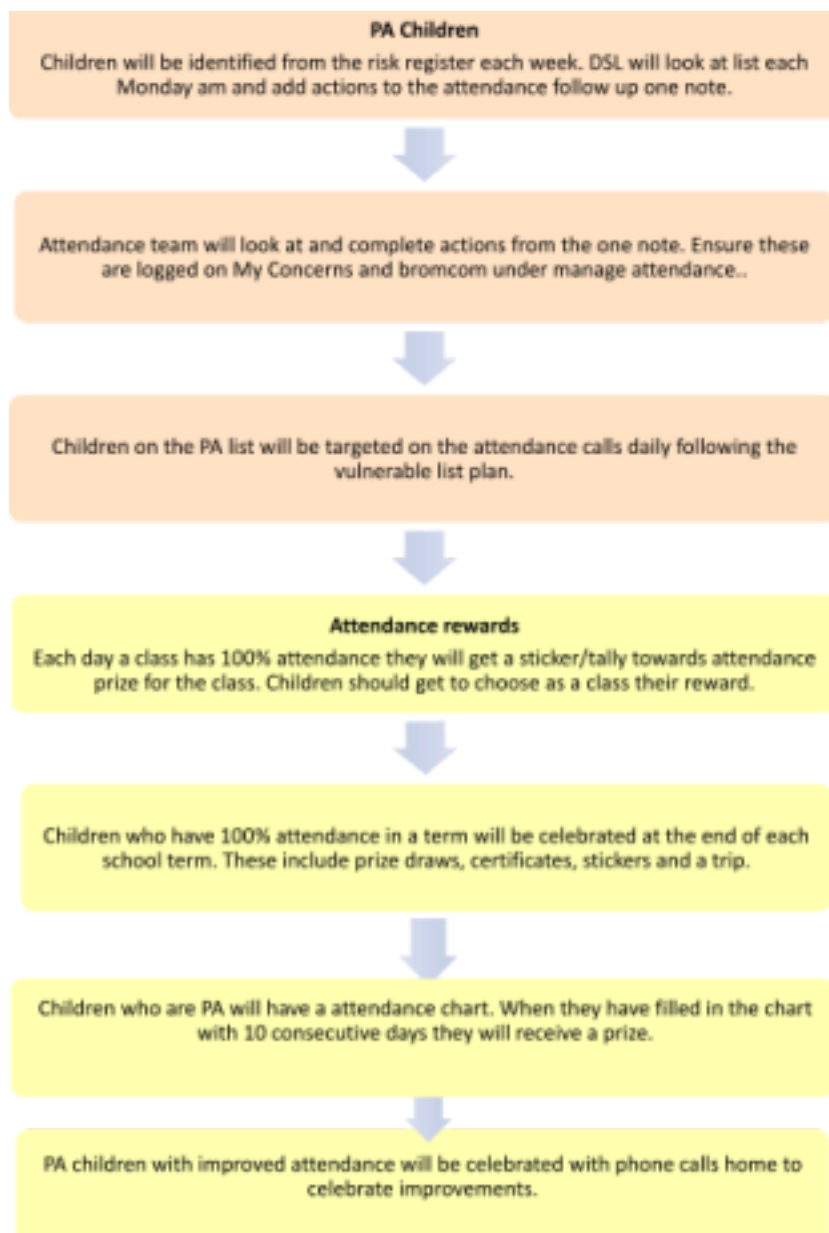 PA Children
Children will be identified from the risk register each week. DSL will look at list each
Monday am and add actions to the attendance follow up one note.
Attendance team will look at and complete actions from the one note. Ensure these
are logged on My Concerns and bromcom under manage attendance..
Children on the PA list will be targeted on the attendance calls daily following the
vulnerable list plan.
Attendance rewards
Each day a class has 100% attendance they will get a sticker/tally towards attendance
prize for the class. Children should get to choose as a class their reward.
Children who have 100% attendance in a term will be celebrated at the end of each
school term. These include prize draws, certificates, stickers and a trip.
Children who are PA will have a attendance chart. When they have filled in the chart
with 10 consecutive days they will receive a prize.
PA children with improved attendance will be celebrated with phone calls home to
celebrate improvements.